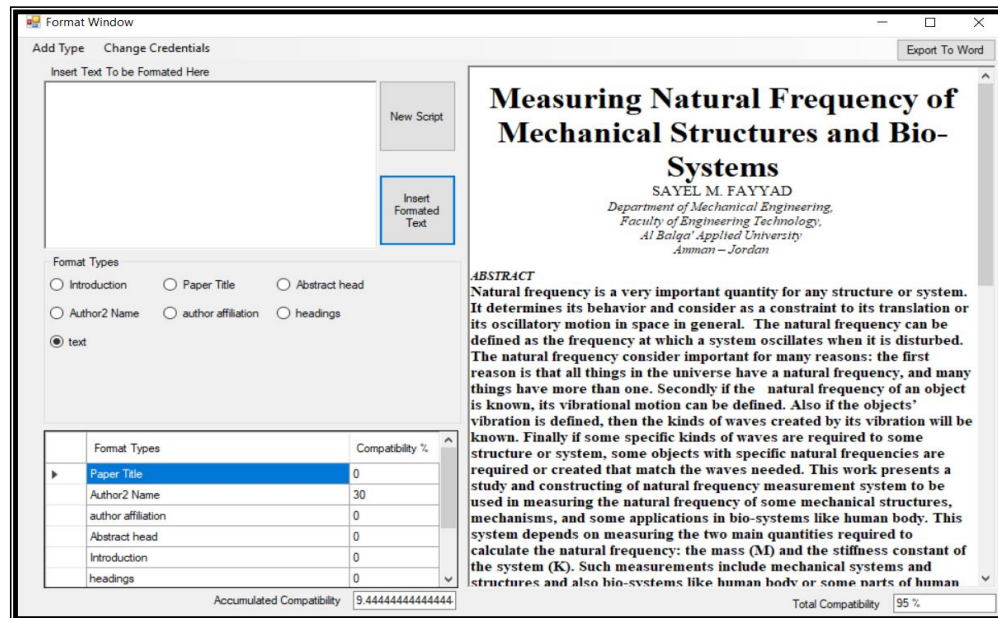 Format Window
Add Type Change Credentials
Export To Word
Insert Text To be Formated Here
New Script
Insert
Formated
Text
Format Types
Introduction Paper Title Abstract head
Author2 Name author affiliation headings
text
Format Types Compatibility %
Paper Title 0
Author2 Name 30
author affiliation 0
Abstract head 0
Introduction 0
headings 0
Accumulated Compatibility 9.44444444444444
Measuring Natural Frequency of
Mechanical Structures and Bio-
Systems
SAYEL M. FAYYAD
Department of Mechanical Engineering,
Faculty of Engineering Technology,
Al Balqa' Applied University
Amman – Jordan
ABSTRACT
Natural frequency is a very important quantity for any structure or system.
It determines its behavior and consider as a constraint to its translation or
its oscillatory motion in space in general. The natural frequency can be
defined as the frequency at which a system oscillates when it is disturbed.
The natural frequency consider important for many reasons: the first
reason is that all things in the universe have a natural frequency, and many
things have more than one. Secondly if the natural frequency of an object
is known, its vibrational motion can be defined. Also if the objects'
vibration is defined, then the kinds of waves created by its vibration will be
known. Finally if some specific kinds of waves are required to some
structure or system, some objects with specific natural frequencies are
required or created that match the waves needed. This work presents a
study and constructing of natural frequency measurement system to be
used in measuring the natural frequency of some mechanical structures,
mechanisms, and some applications in bio-systems like human body. This
system depends on measuring the two main quantities required to
calculate the natural frequency: the mass (M) and the stiffness constant of
the system (K). Such measurements include mechanical systems and
structures and also bio-systems like human body or some parts of human
Total Compatibility 95 %